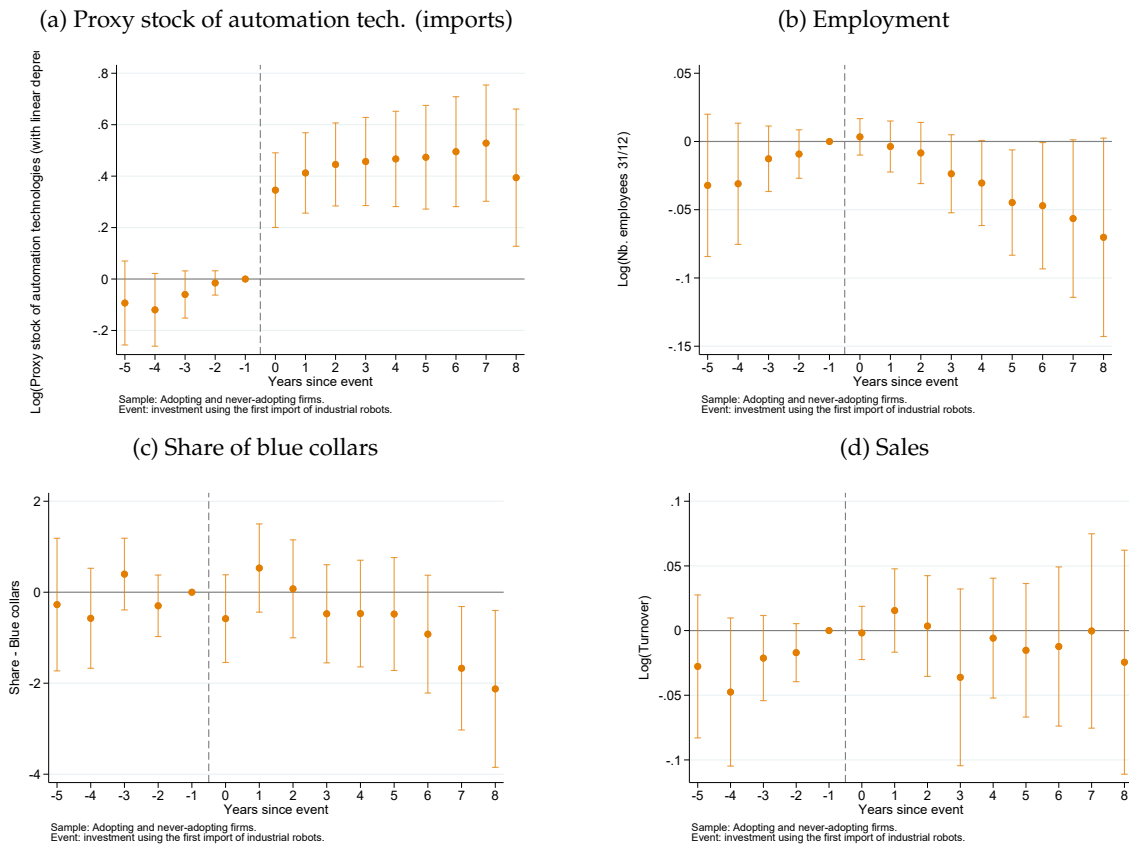 (a) Proxy stock of automation tech. (imports)
Log(Proxy stock of automation technologies (with linear depre
.8
.6
.4
.2
0
-.2
-5 -4 -3 -2 -1 0 1 2 3 4 5 6 7 8
Years since event
Sample: Adopting and never-adopting firms.
Event: investment using the first import of industrial robots.
(b) Employment
Log(Nb. employees 31/12)
.05
0
-.05
-.1
-.15
-5 -4 -3 -2 -1 0 1 2 3 4 5 6 7 8
Years since event
Sample: Adopting and never-adopting firms.
Event: investment using the first import of industrial robots.
(c) Share of blue collars
Share - Blue collars
2
0
-2
-4
-5 -4 -3 -2 -1 0 1 2 3 4 5 6 7 8
Years since event
Sample: Adopting and never-adopting firms.
Event: investment using the first import of industrial robots.
(d) Sales
Log(Turnover)
.1
.05
0
-.05
-.1
-5 -4 -3 -2 -1 0 1 2 3 4 5 6 7 8
Years since event
Sample: Adopting and never-adopting firms.
Event: investment using the first import of industrial robots.